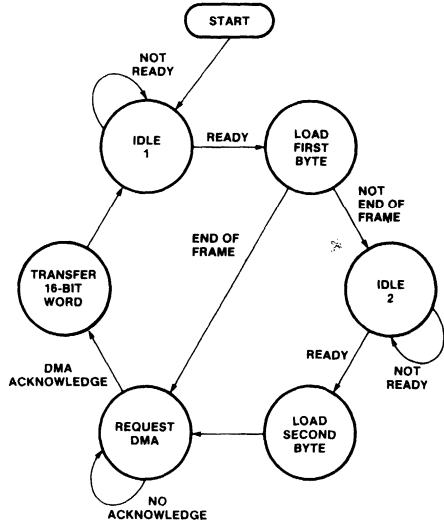 START
NOT
READY
IDLE
1
READY
LOAD
FIRST
BYTE
NOT
END OF
FRAME
END OF
FRAME
TRANSFER
16-BIT
WORD
IDLE
2
DMA
ACKNOWLEDGE
READY
NOT
READY
REQUEST
DMA
LOAD
SECOND
BYTE
NO
ACKNOWLEDGE